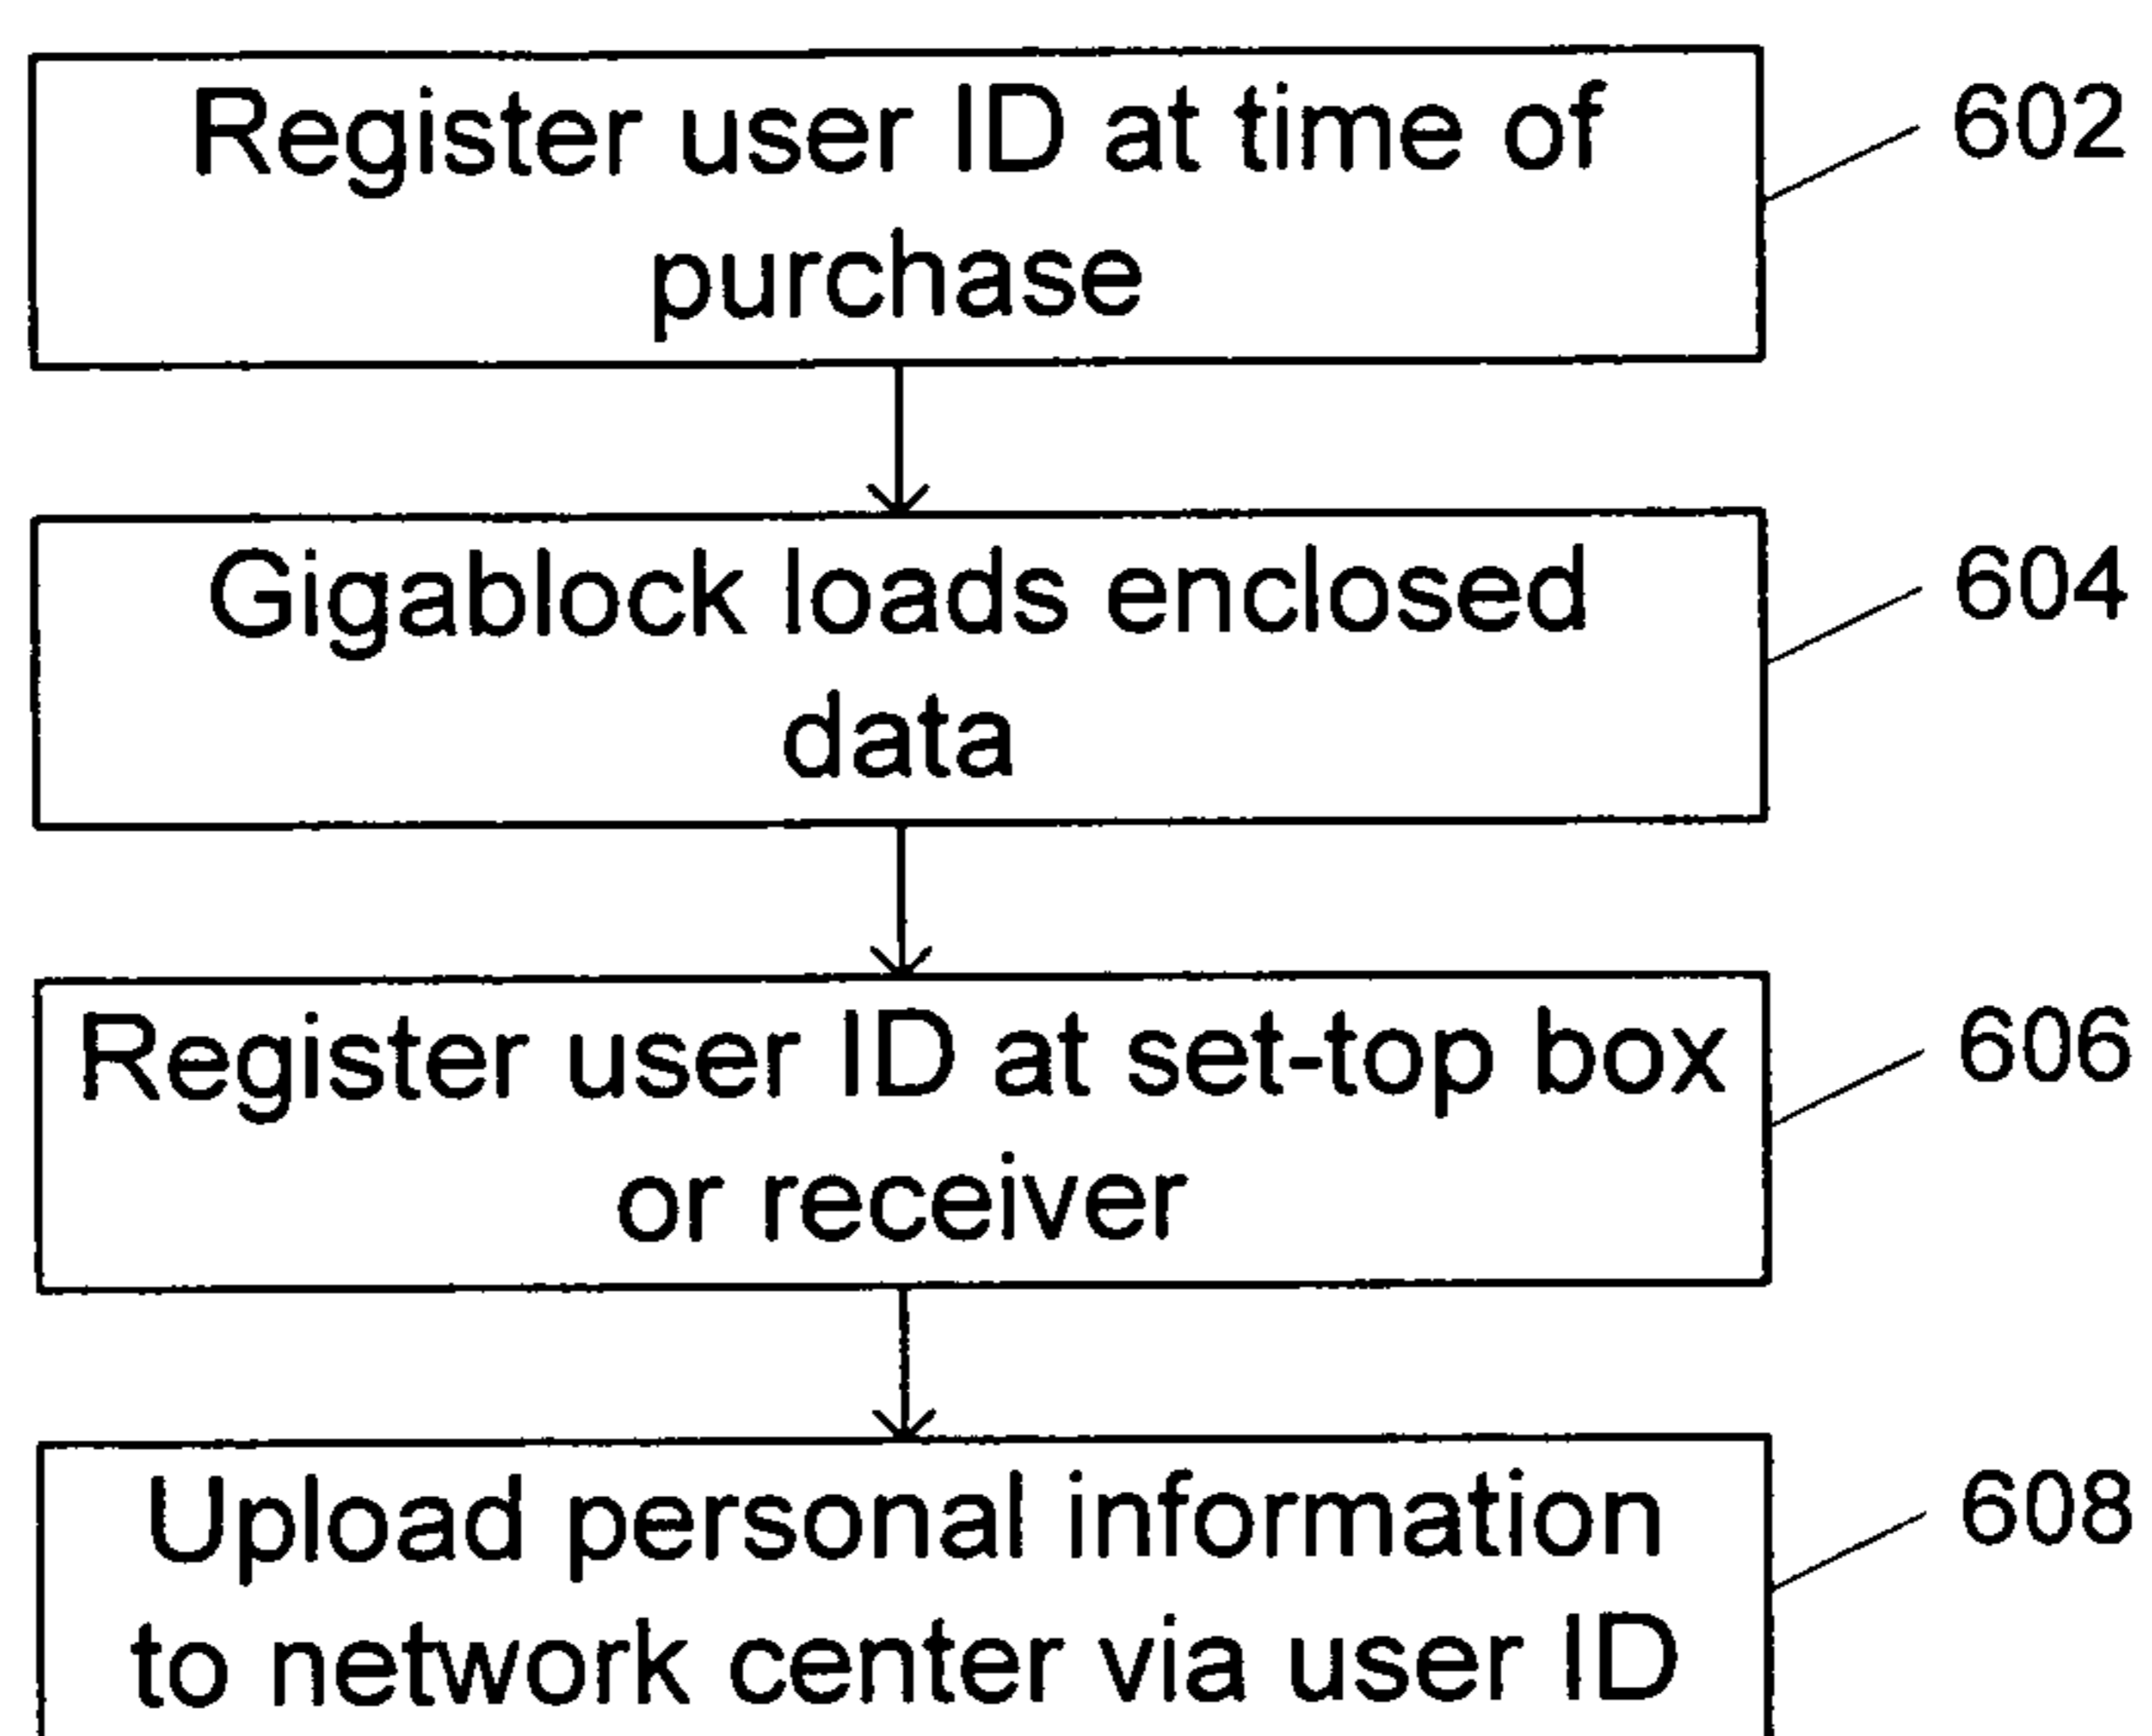 Register user ID at time of
purchase
602
Gigablock loads enclosed
data
604
Register user ID at set-top box
or receiver
606
Upload personal information
to network center via user ID
608